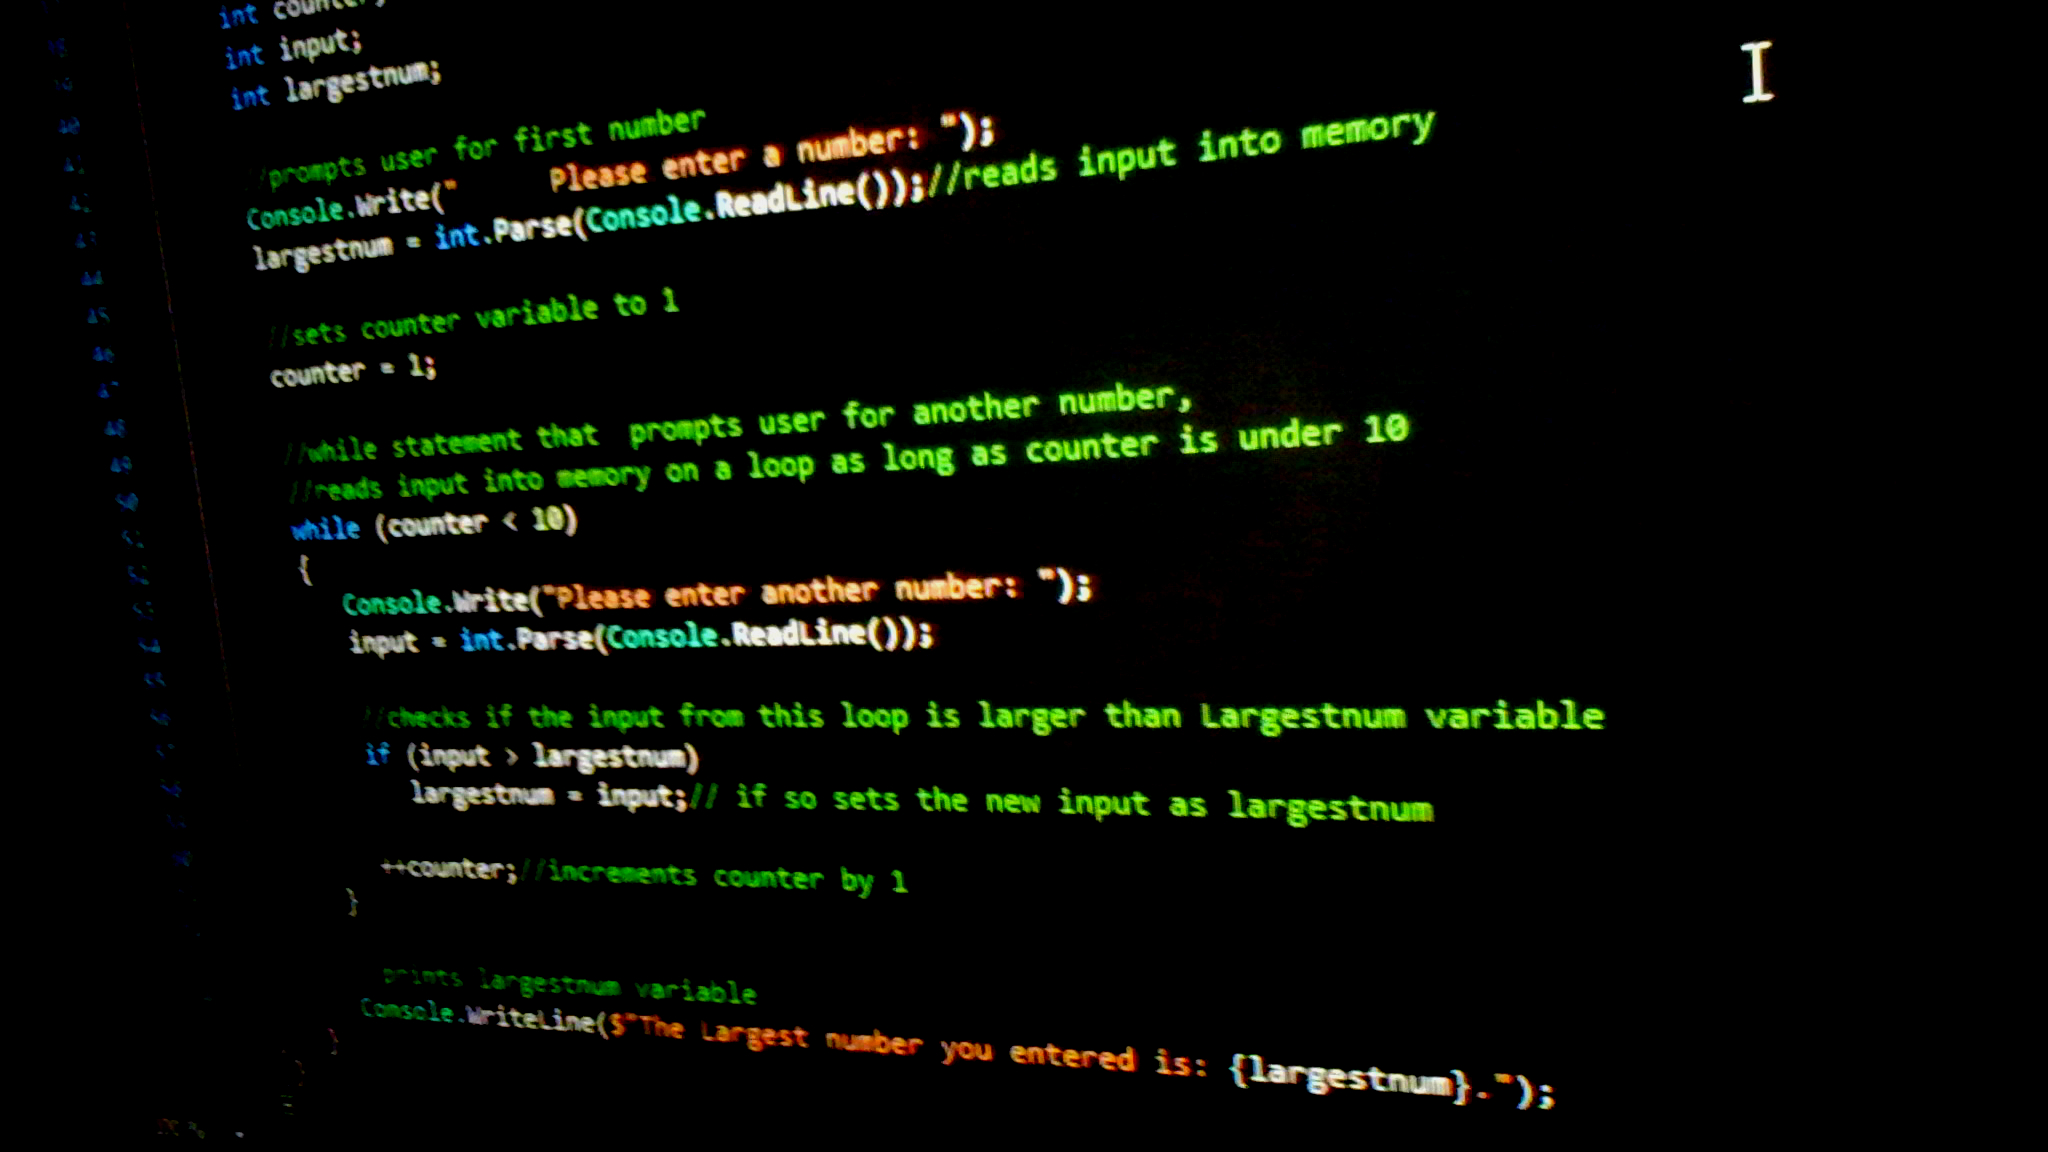 int counter;
int input;
int largestnum;
//prompts user for first number
Console.Write("     Please enter a number: ");
largestnum = int.Parse(Console.ReadLine());//reads input into memory
//sets counter variable to 1
counter = 1;
//while statement that  prompts user for another number,
//reads input into memory on a loop as long as counter is under 10
while (counter < 10)
{
Console.Write("Please enter another number: ");
input = int.Parse(Console.ReadLine());
//checks if the input from this loop is larger than Largestnum variable
if (input > largestnum)
largestnum = input;// if so sets the new input as largestnum
++counter;//increments counter by 1
}
prints largestnum variable
Console.WriteLine($"The Largest number you entered is: {largestnum}.");
}
}